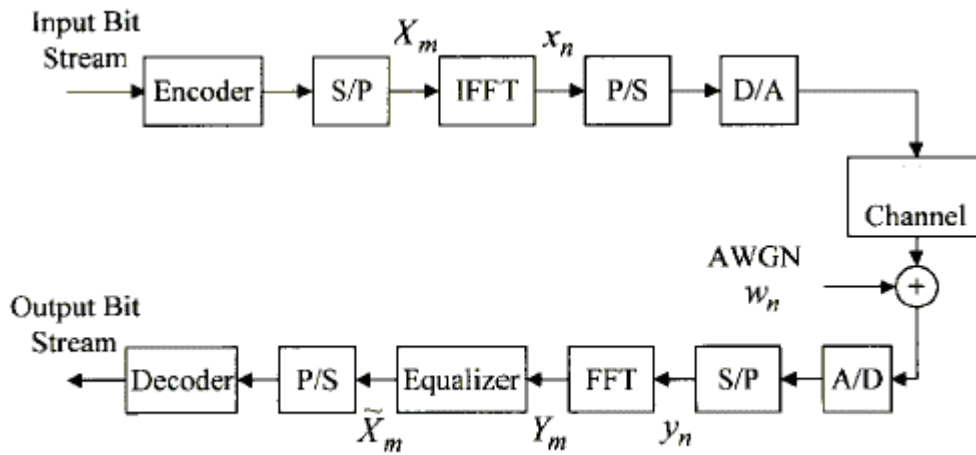 Input Bit
Stream
X_m
x_n
Encoder
S/P
IFFT
P/S
D/A
Channel
AWGN
w_n
+
Output Bit
Stream
Decoder
P/S
Equalizer
FFT
S/P
A/D
X̃_m
Y_m
y_n